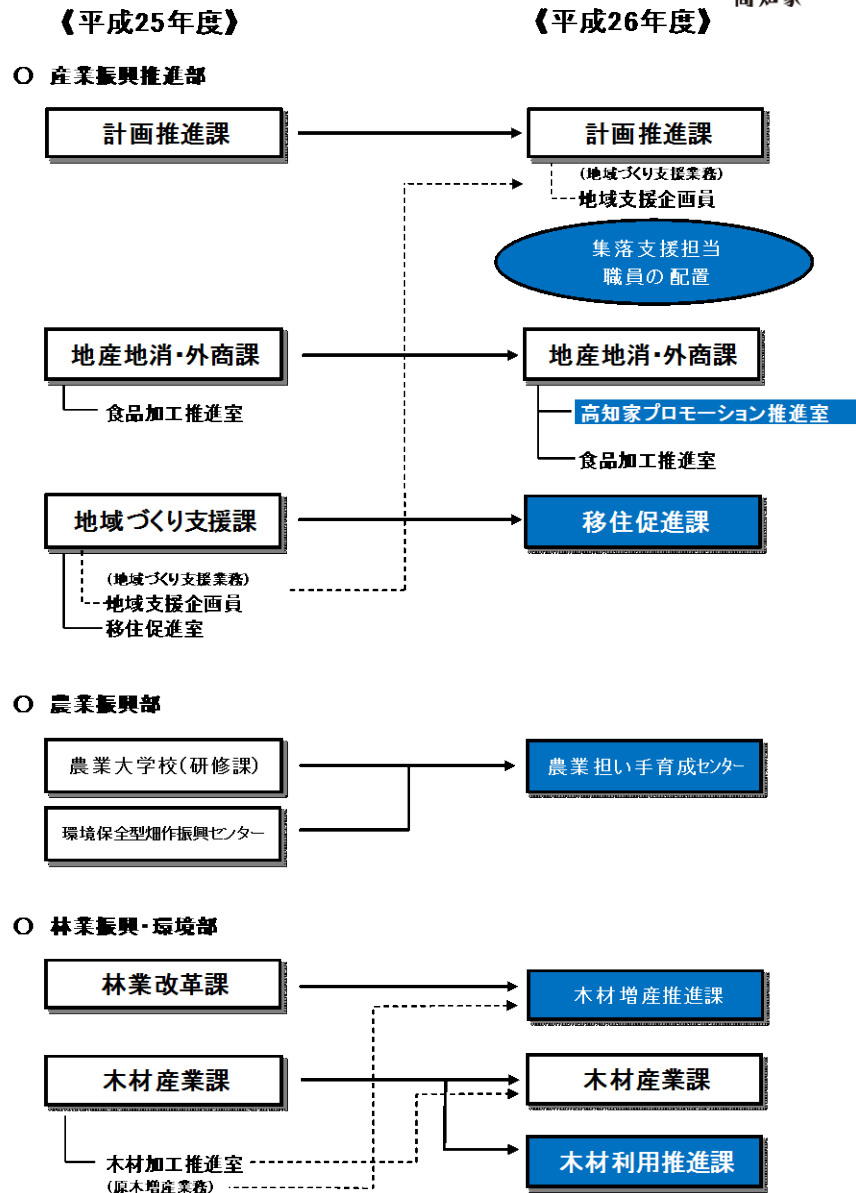 《平成25年度》
《平成26年度》
高知家
○ 産業振興推進部
計画推進課
計画推進課
(地域づくり支援業務)
地域支援企画員
集落支援担当
職員の配置
地産地消・外商課
地産地消・外商課
食品加工推進室
高知家プロモーション推進室
食品加工推進室
地域づくり支援課
移住促進課
(地域づくり支援業務)
地域支援企画員
移住促進室
○ 農業振興部
農業大学校(研修課)
農業担い手育成センター
環境保全型畑作振興センター
○ 林業振興・環境部
林業改革課
木材増産推進課
木材産業課
木材産業課
木材加工推進室
(原木増産業務)
木材利用推進課